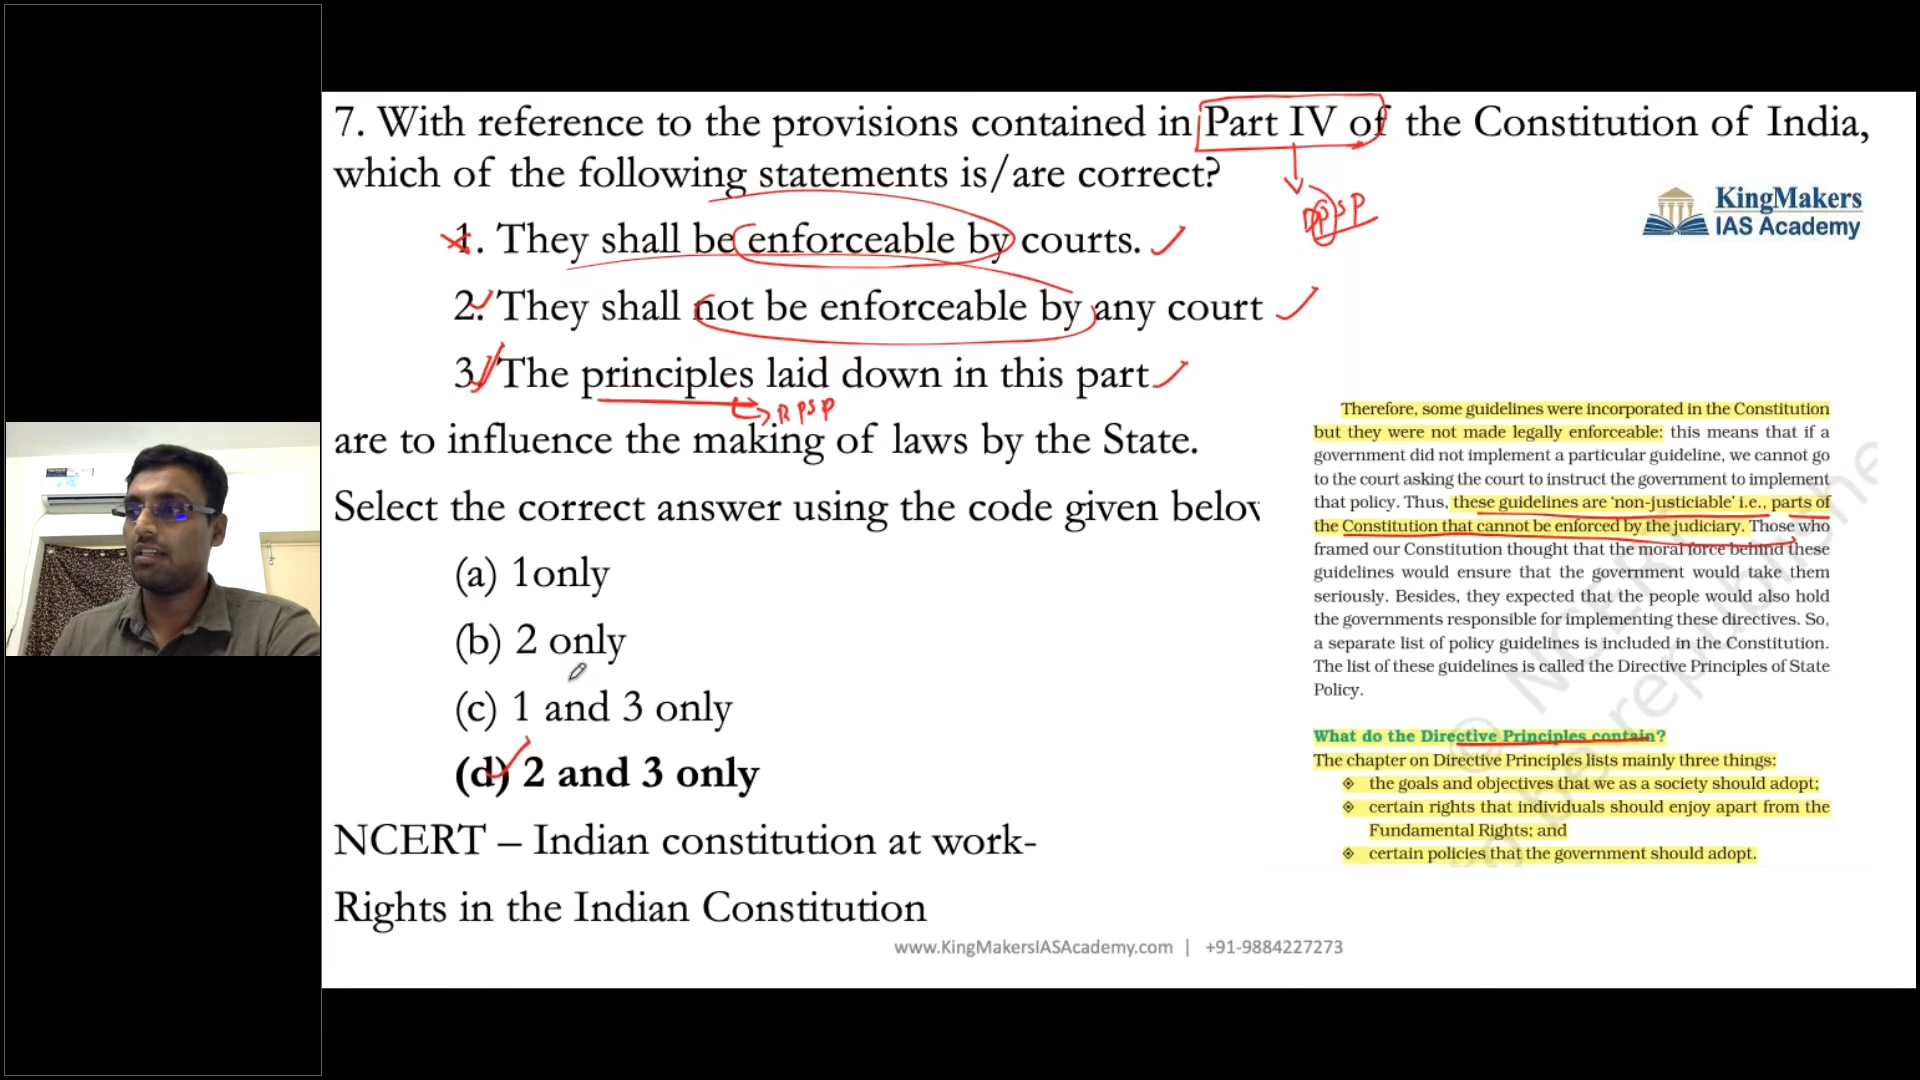 7. With reference to the provisions contained in Part IV of the Constitution of India,
which of the following statements is/are correct?
DPSP
KingMakers
IAS Academy
1. They shall be enforceable by courts.
2. They shall not be enforceable by any court
3. The principles laid down in this part
DPSP
are to influence the making of laws by the State.
Select the correct answer using the code given below
(a) 1only
(b) 2 only
(c) 1 and 3 only
(d) 2 and 3 only
NCERT – Indian constitution at work-
Rights in the Indian Constitution
Therefore, some guidelines were incorporated in the Constitution
but they were not made legally enforceable: this means that if a
government did not implement a particular guideline, we cannot go
to the court asking the court to instruct the government to implement
that policy. Thus, these guidelines are ‘non-justiciable’ i.e., parts of
the Constitution that cannot be enforced by the judiciary. Those who
framed our Constitution thought that the moral force behind these
guidelines would ensure that the government would take them
seriously. Besides, they expected that the people would also hold
the governments responsible for implementing these directives. So,
a separate list of policy guidelines is included in the Constitution.
The list of these guidelines is called the Directive Principles of State
Policy.
What do the Directive Principles contain?
The chapter on Directive Principles lists mainly three things:
the goals and objectives that we as a society should adopt;
certain rights that individuals should enjoy apart from the
Fundamental Rights; and
certain policies that the government should adopt.
www.KingMakersIASAcademy.com | +91-9884227273